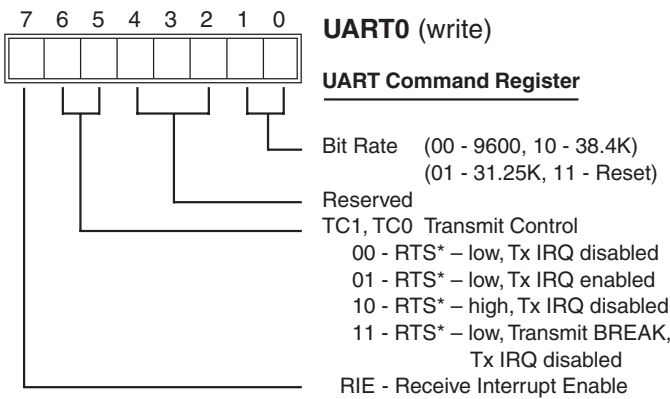 7 6 5 4 3 2 1 0
UART0 (write)
UART Command Register
Bit Rate (00 - 9600, 10 - 38.4K)
(01 - 31.25K, 11 - Reset)
Reserved
TC1, TC0 Transmit Control
00 - RTS* – low, Tx IRQ disabled
01 - RTS* – low, Tx IRQ enabled
10 - RTS* – high, Tx IRQ disabled
11 - RTS* – low, Transmit BREAK,
Tx IRQ disabled
RIE - Receive Interrupt Enable